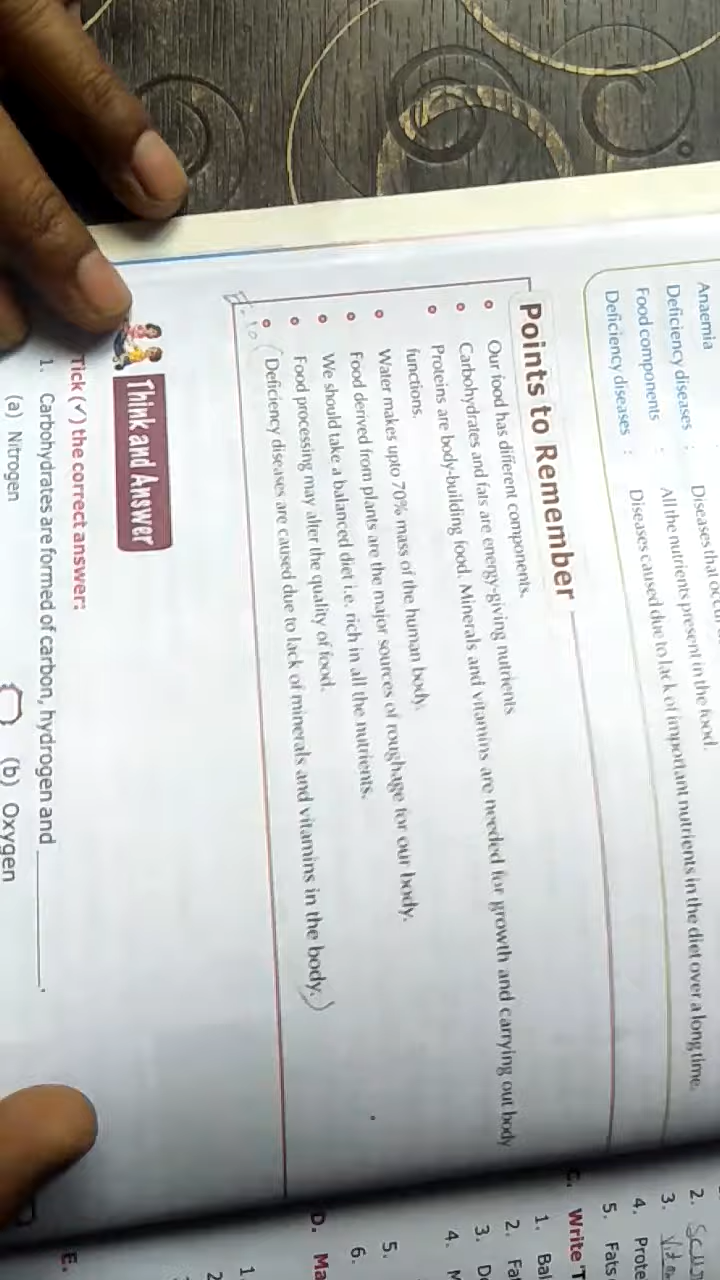 Anaemia
Deficiency diseases : Diseases that
Food components : All the nutrients present in the food.
Deficiency diseases : Diseases caused due to lack of important nutrients in the diet over a long time.
Points to Remember
Our food has different components.
Carbohydrates and fats are energy-giving nutrients
Proteins are body-building food. Minerals and vitamins are needed for growth and carrying out body
functions.
Water makes upto 70% mass of the human body.
Food derived from plants are the major sources of roughage for our body.
We should take a balanced diet i.e. rich in all the nutrients.
Food processing may alter the quality of food.
Deficiency diseases are caused due to lack of minerals and vitamins in the body.
Think and Answer
Tick (✓) the correct answer:
1. Carbohydrates are formed of carbon, hydrogen and ________.
(a) Nitrogen (b) Oxygen
2.
3.
4.
5. Fats
C. Write
1.
2.
3.
4.
5.
6.
D.
1.
2
E.